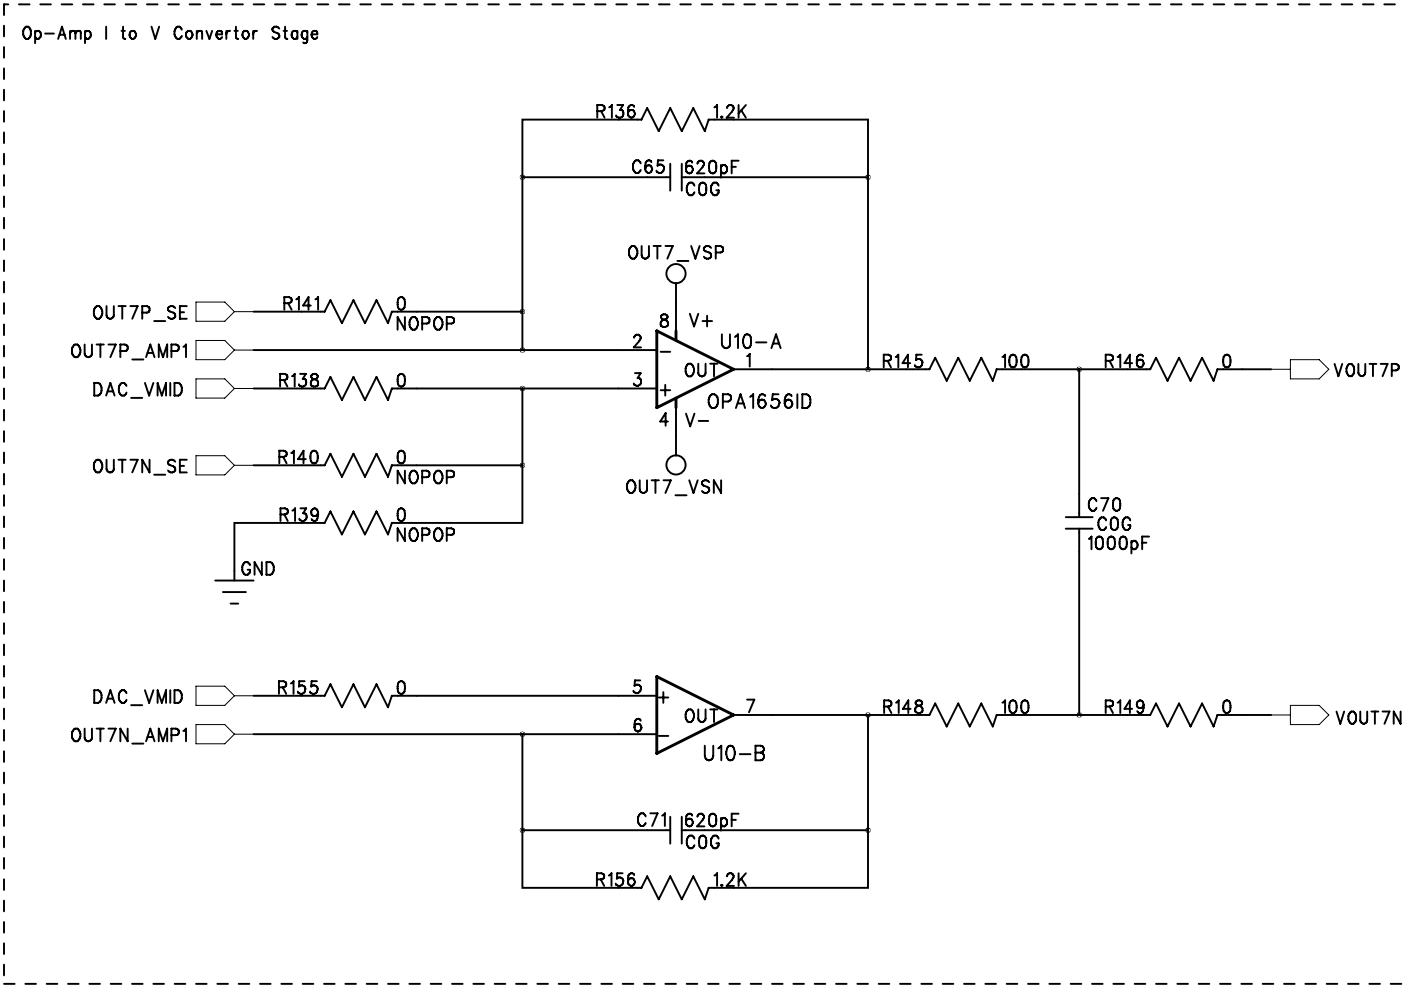 Op-Amp I to V Convertor Stage
R136 1.2K
C65 620pF
COG
OUT7_VSP
OUT7P_SE R141 0
NOPOP
8 V+
OUT7P_AMP1 2 - U10-A
OUT 1
DAC_VMID R138 0 3 +
OPA1656ID
4 V-
R145 100 R146 0 VOUT7P
OUT7N_SE R140 0
NOPOP
OUT7_VSN
R139 0
NOPOP
GND
C70
COG
1000pF
DAC_VMID R155 0 5 +
OUT 7
OUT7N_AMP1 6 -
U10-B
R148 100 R149 0 VOUT7N
C71 620pF
COG
R156 1.2K